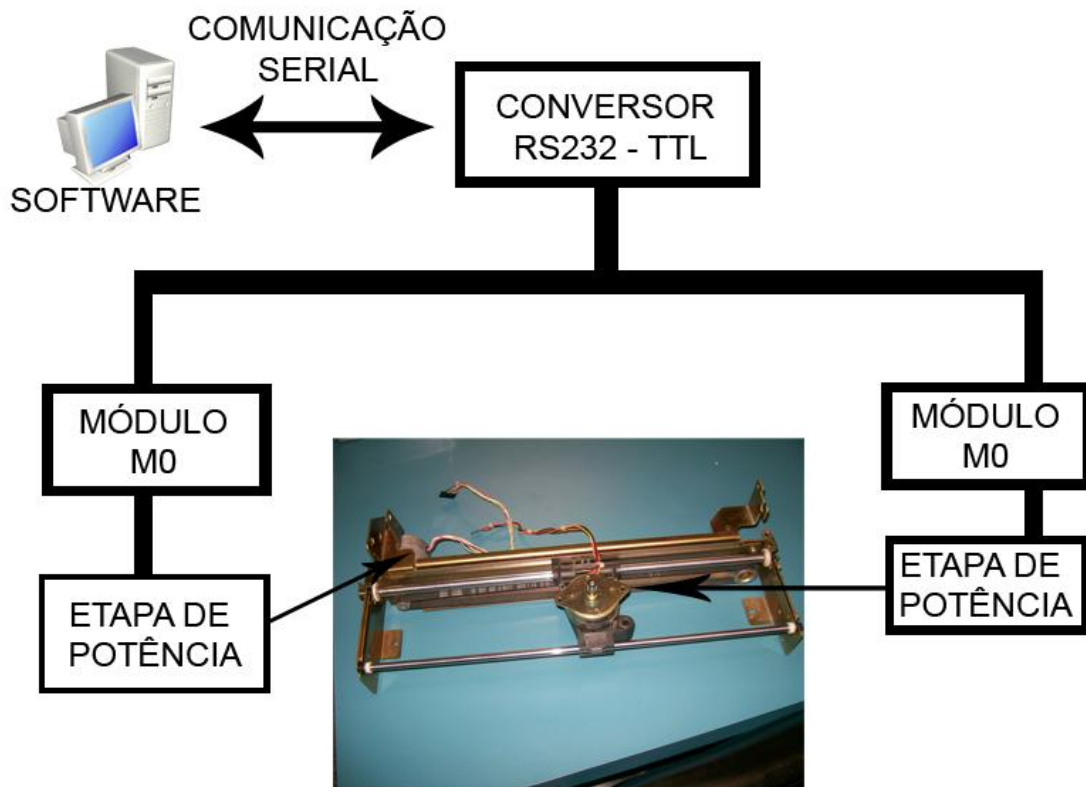 COMUNICAÇÃO
SERIAL
SOFTWARE
CONVERSOR
RS232 - TTL
MÓDULO
M0
ETAPA DE
POTÊNCIA
MÓDULO
M0
ETAPA DE
POTÊNCIA